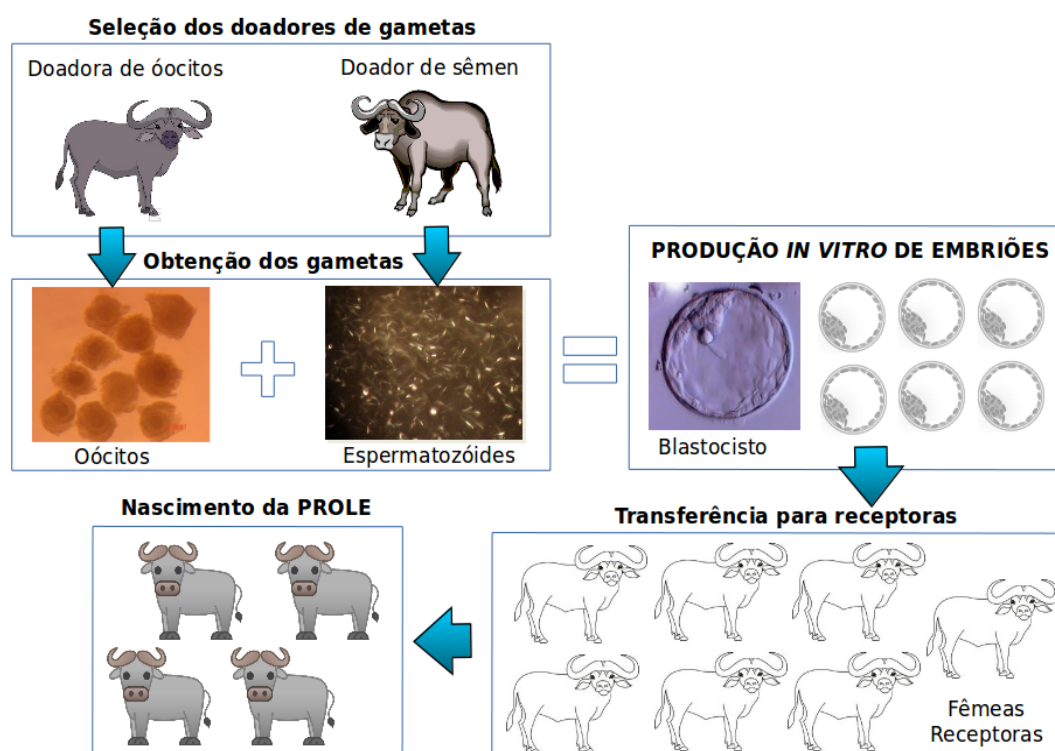 Seleção dos doadores de gametas
Doadora de óocitos
Doador de sêmen
Obtenção dos gametas
Oócitos
Espermatozóides
PRODUÇÃO IN VITRO DE EMBRIÕES
Blastocisto
Transferência para receptoras
Fêmeas
Receptoras
Nascimento da PROLE